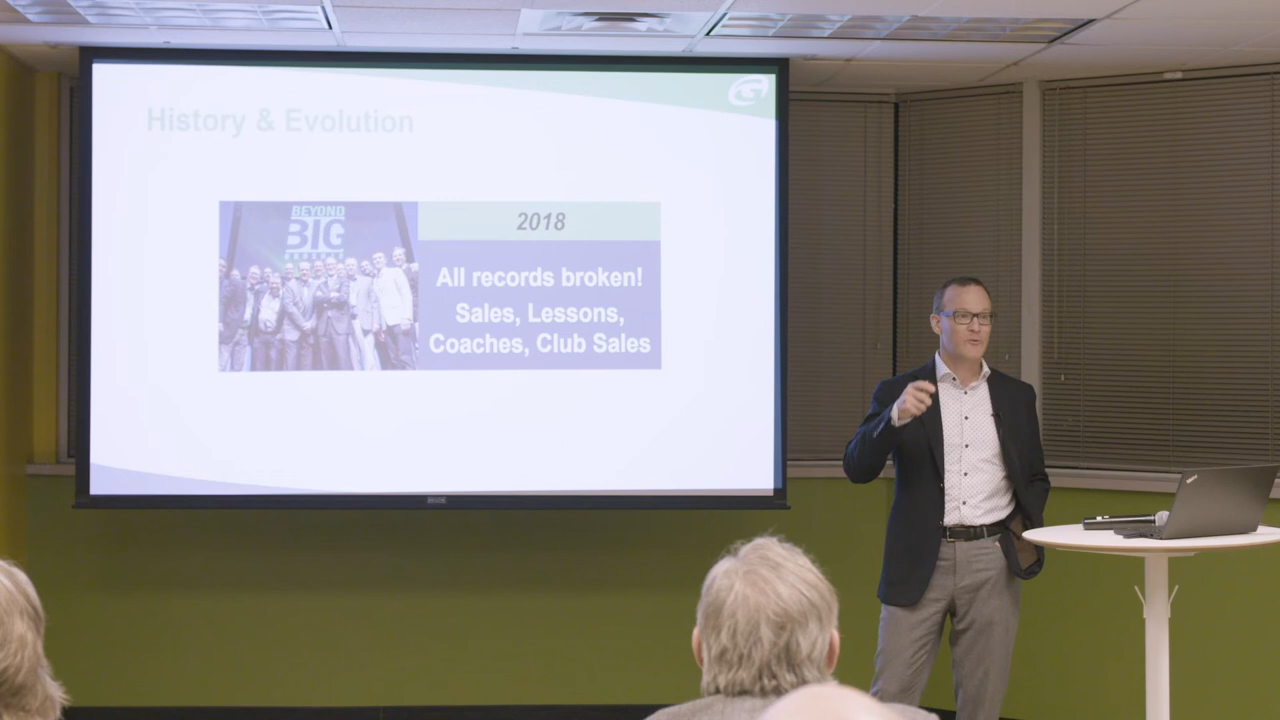 History & Evolution
BEYOND
BIG
2018
All records broken!
Sales, Lessons,
Coaches, Club Sales